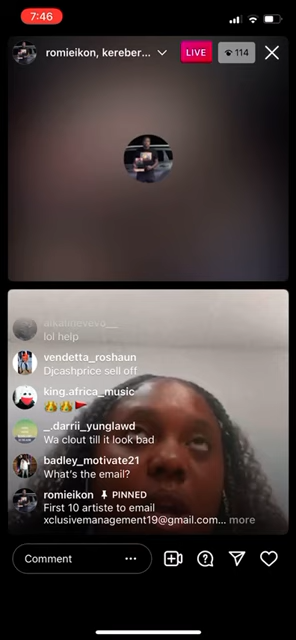 7:46
romieikon, kereber...
LIVE
114
lol help
vendetta_roshaun
Djcashprice sell off
king.africa_music
_.darrii_yunglawd
Wa clout till it look bad
badley_motivate21
What's the email?
romieikon PINNED
First 10 artiste to email
xclusivemanagement19@gmail.com... more
Comment